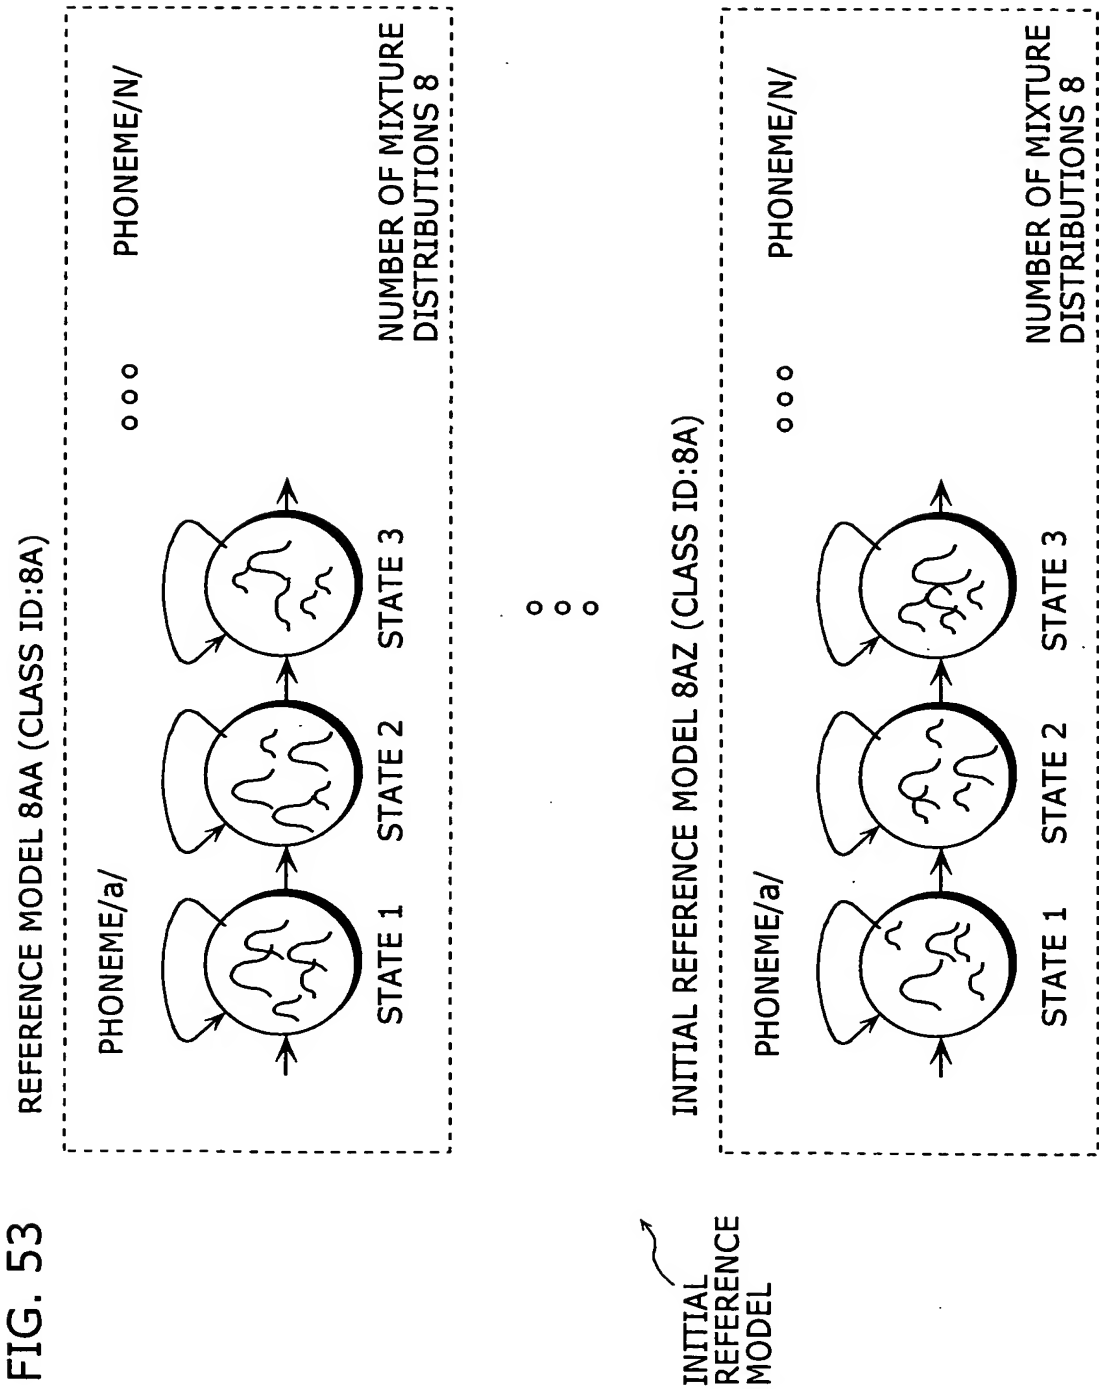 FIG. 53
REFERENCE MODEL 8AA (CLASS ID:8A)
PHONEME/a/
PHONEME/N/
STATE 1
STATE 2
STATE 3
NUMBER OF MIXTURE
DISTRIBUTIONS 8
INITIAL REFERENCE MODEL 8AZ (CLASS ID:8A)
PHONEME/a/
PHONEME/N/
STATE 1
STATE 2
STATE 3
NUMBER OF MIXTURE
DISTRIBUTIONS 8
INITIAL
REFERENCE
MODEL